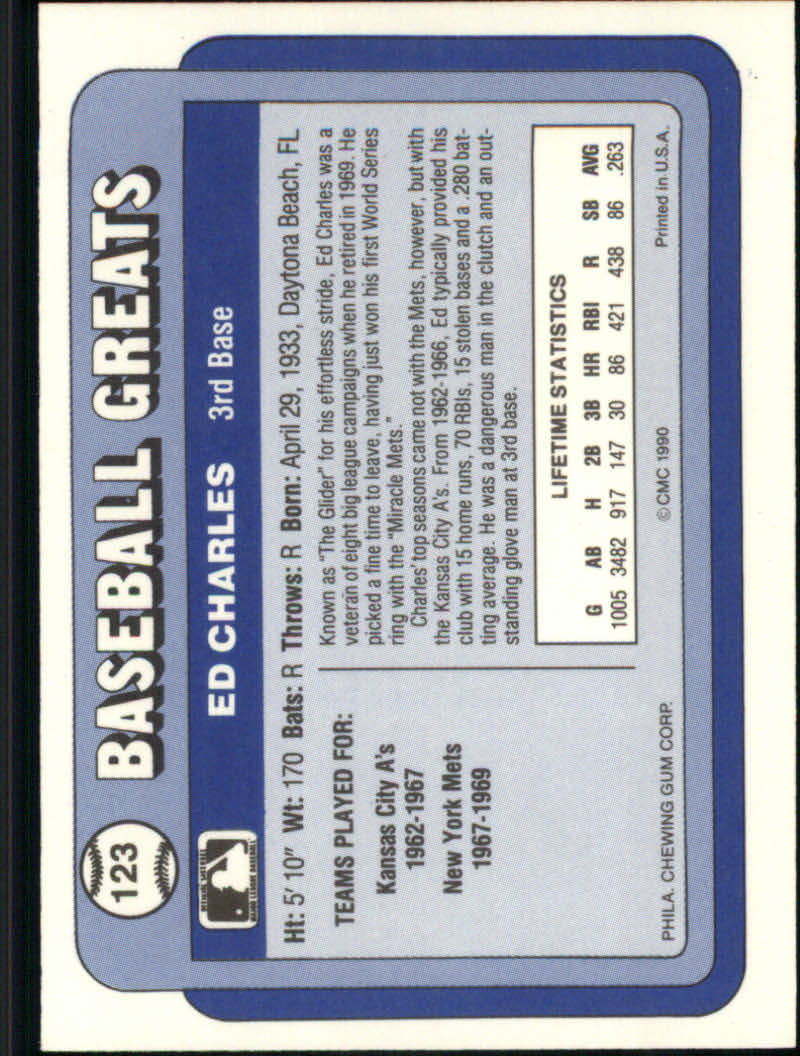 123
BASEBALL GREATS
ED CHARLES 3rd Base
Ht: 5' 10" Wt: 170 Bats: R Throws: R Born: April 29, 1933, Daytona Beach, FL
TEAMS PLAYED FOR:
Kansas City A's
1962-1967
New York Mets
1967-1969
Known as "The Glider" for his effortless stride, Ed Charles was a
veteran of eight big league campaigns when he retired in 1969. He
picked a fine time to leave, having just won his first World Series
ring with the "Miracle Mets."
Charles' top seasons came not with the Mets, however, but with
the Kansas City A's. From 1962-1966, Ed typically provided his
club with 15 home runs, 70 RBIs, 15 stolen bases and a .280 bat-
ting average. He was a dangerous man in the clutch and an out-
standing glove man at 3rd base.
LIFETIME STATISTICS
G AB H 2B 3B HR RBI R SB AVG
1005 3482 917 147 30 86 421 438 86 .263
PHILA. CHEWING GUM CORP. © CMC 1990 Printed in U.S.A.